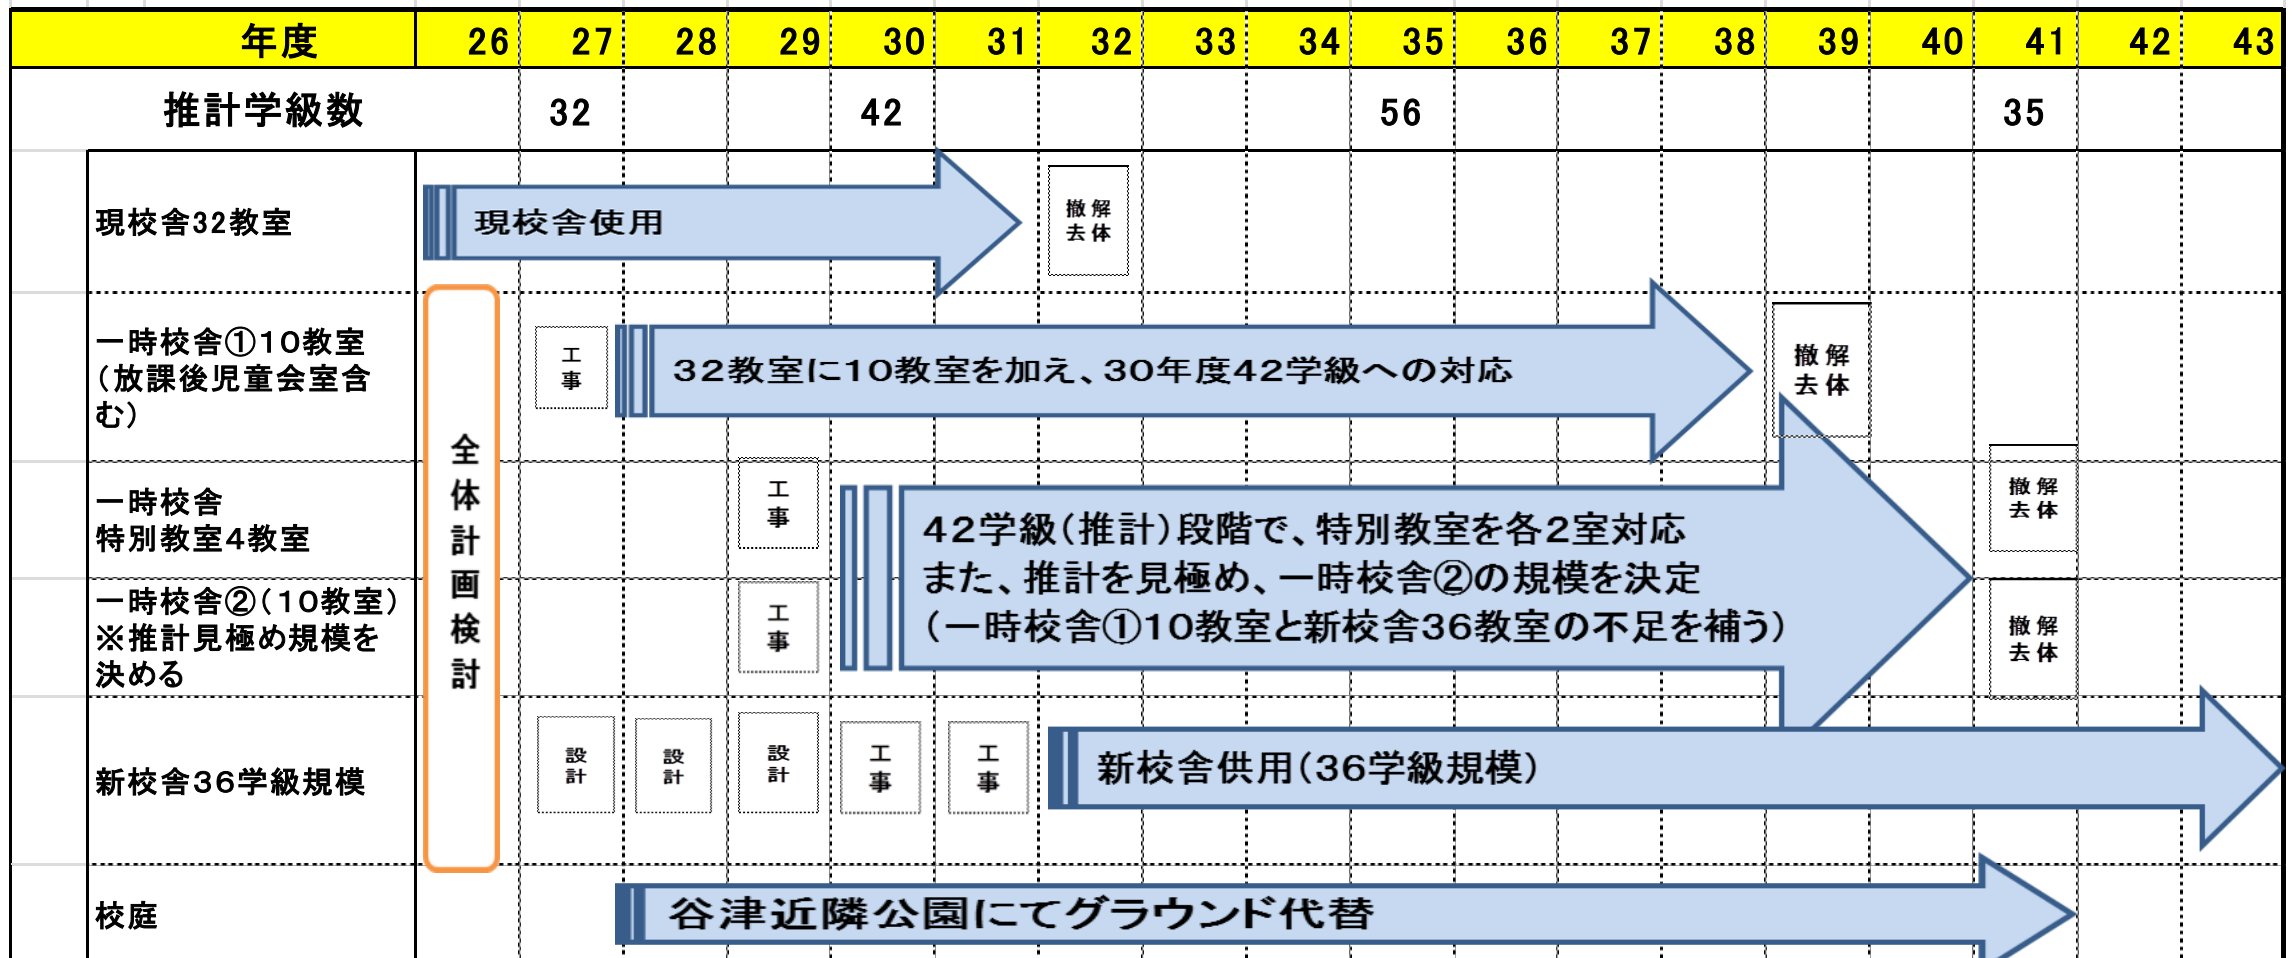 年度 26 27 28 29 30 31 32 33 34 35 36 37 38 39 40 41 42 43
推計学級数 32 42 56 35
現校舎32教室
現校舎使用
撤解
去体
一時校舎①10教室
（放課後児童会室含
む）
工
事
32教室に10教室を加え、30年度42学級への対応
撤解
去体
全
体
計
画
検
討
一時校舎
特別教室4教室
工
事
42学級（推計）段階で、特別教室を各2室対応
また、推計を見極め、一時校舎②の規模を決定
（一時校舎①10教室と新校舎36教室の不足を補う）
撤解
去体
一時校舎②（10教室）
※推計見極め規模を
決める
工
事
撤解
去体
新校舎36学級規模
設
計
設
計
設
計
工
事
工
事
新校舎供用（36学級規模）
校庭
谷津近隣公園にてグラウンド代替